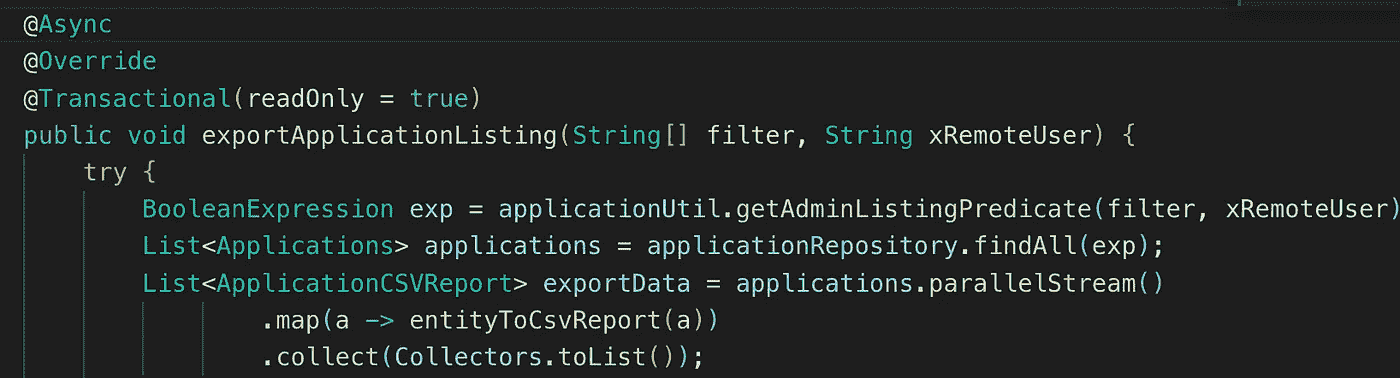 @Async
@Override
@Transactional(readOnly = true)
public void exportApplicationListing(String[] filter, String xRemoteUser) {
try {
BooleanExpression exp = applicationUtil.getAdminListingPredicate(filter, xRemoteUser)
List<Applications> applications = applicationRepository.findAll(exp);
List<ApplicationCSVReport> exportData = applications.parallelStream()
.map(a -> entityToCsvReport(a))
.collect(Collectors.toList());